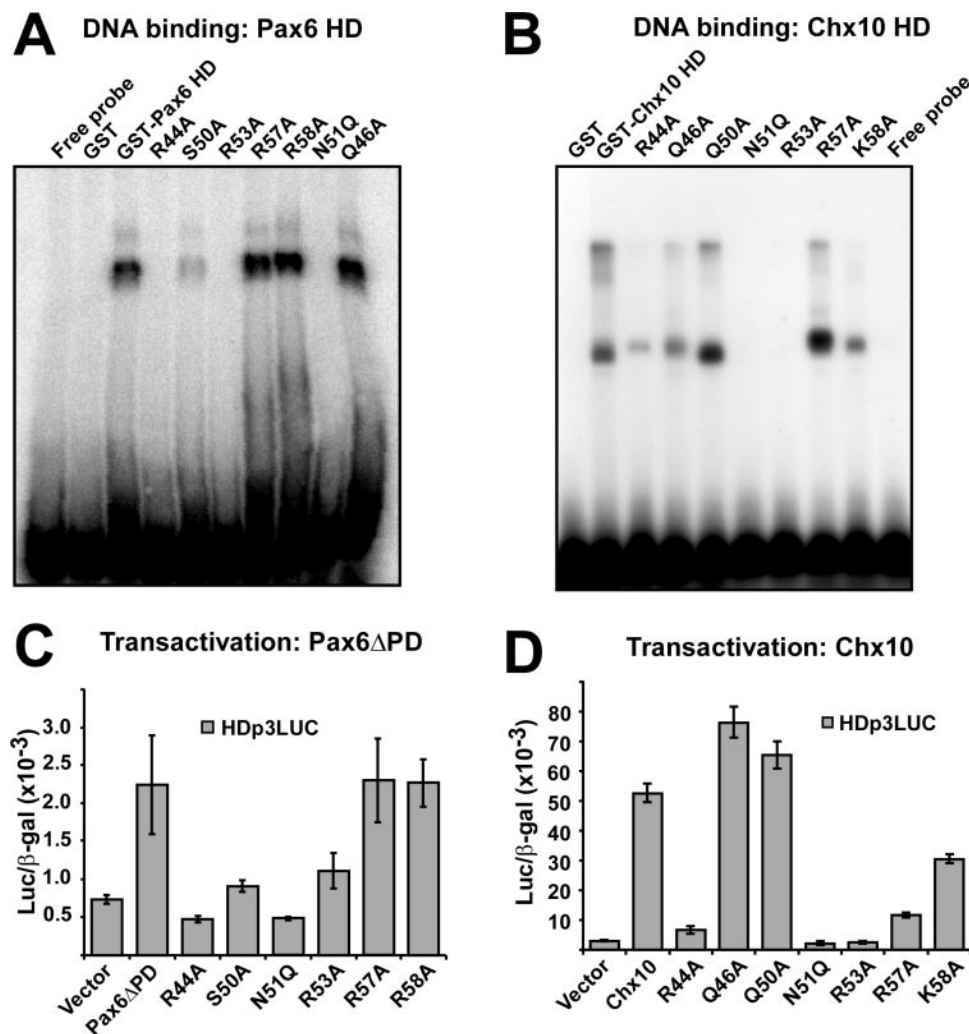 A DNA binding: Pax6 HD
Free probe
GST
GST-Pax6 HD
R44A
S50A
R53A
R57A
R58A
N51Q
Q46A
B DNA binding: Chx10 HD
GST
GST-Chx10 HD
R44A
Q46A
Q50A
N51Q
R53A
R57A
K58A
Free probe
C Transactivation: Pax6ΔPD
HDp3LUC
Luc/β-gal (x10-3)
3.0
2.5
2.0
1.0
0.5
Vector
Pax6ΔPD
R44A
S50A
N51Q
R53A
R57A
R58A
D Transactivation: Chx10
HDp3LUC
Luc/β-gal (x10-3)
80
70
60
50
40
30
20
10
Vector
Chx10
R44A
Q46A
Q50A
N51Q
R53A
R57A
K58A